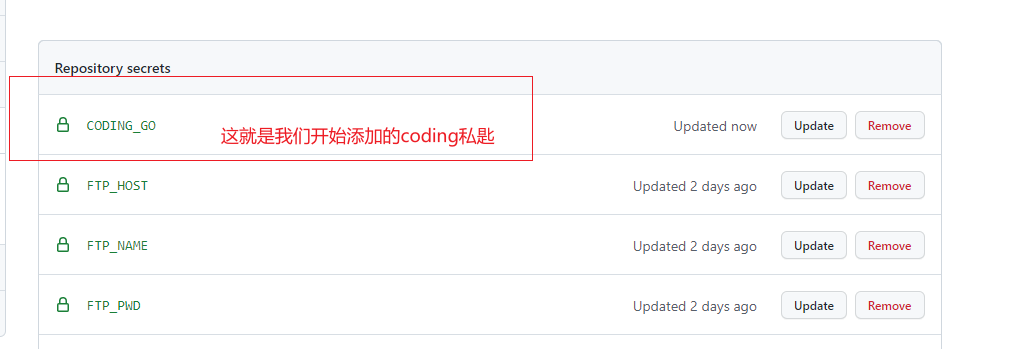 Repository secrets
CODING_GO
这就是我们开始添加的coding私匙
Updated now
Update
Remove
FTP_HOST
Updated 2 days ago
Update
Remove
FTP_NAME
Updated 2 days ago
Update
Remove
FTP_PWD
Updated 2 days ago
Update
Remove